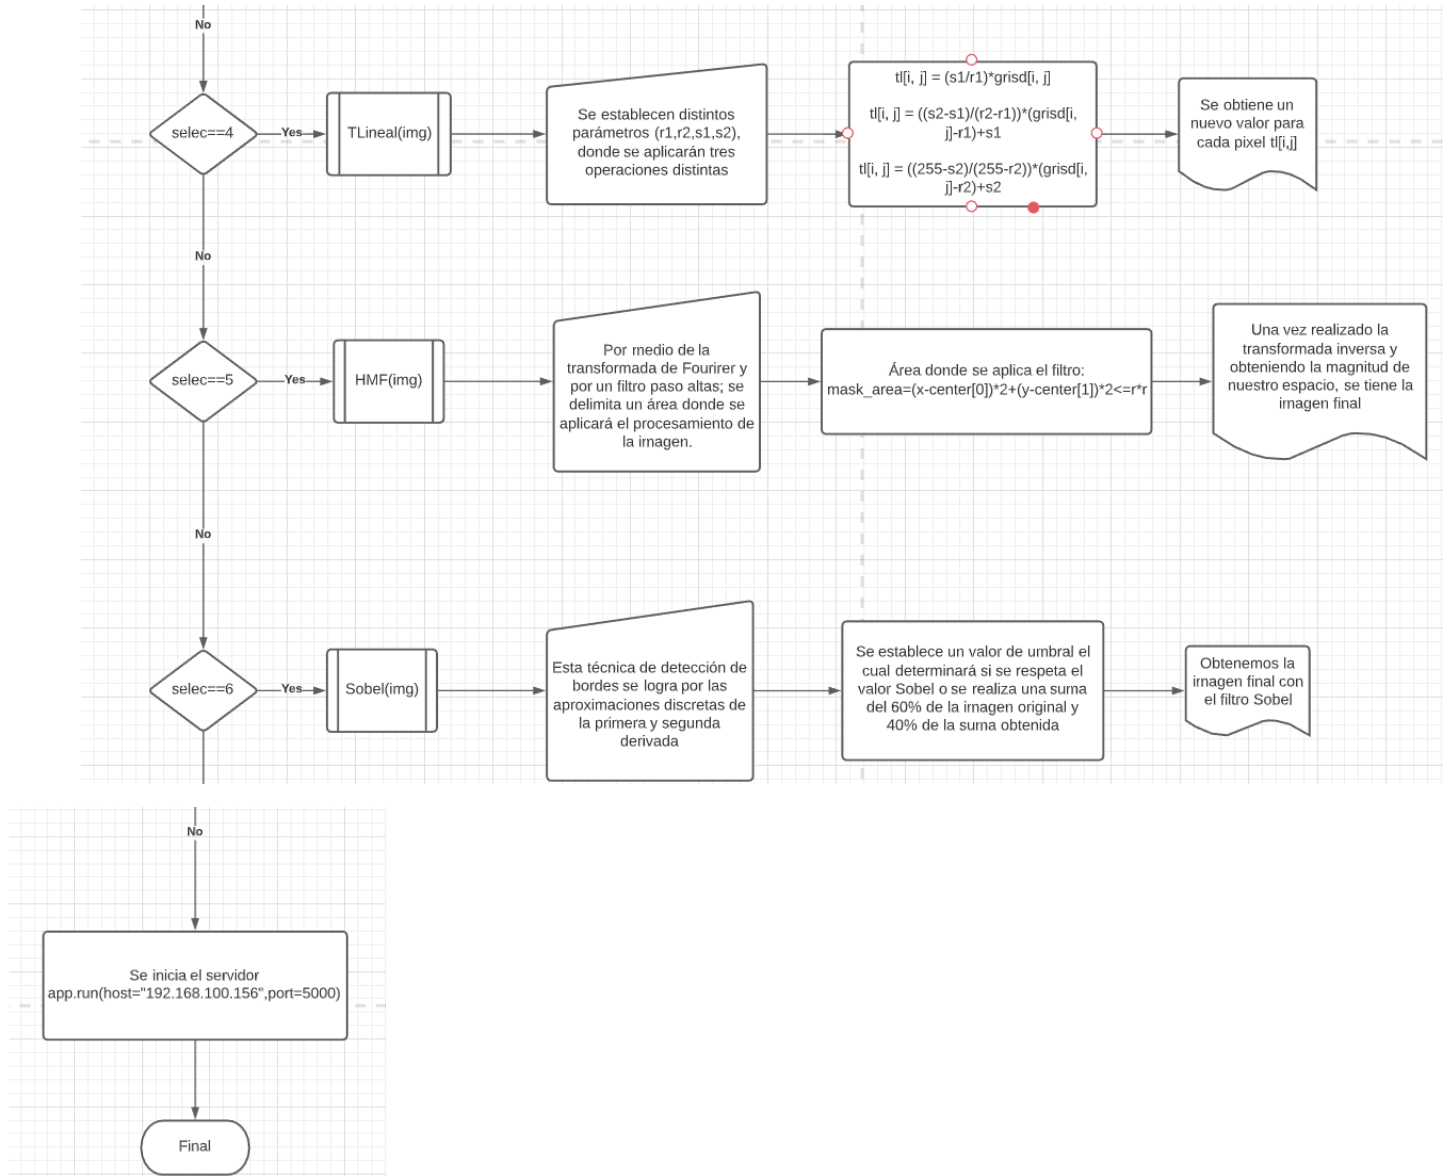 No
selec==4
Yes
TLineal(img)
Se establecen distintos
parámetros (r1,r2,s1,s2),
donde se aplicarán tres
operaciones distintas
tl[i, j] = (s1/r1)*grisd[i, j]
tl[i, j] = ((s2-s1)/(r2-r1))*(grisd[i,
j]-r1)+s1
tl[i, j] = ((255-s2)/(255-r2))*(grisd[i,
j]-r2)+s2
Se obtiene un
nuevo valor para
cada pixel tl[i,j]
No
selec==5
Yes
HMF(img)
Por medio de la
transformada de Fourirer y
por un filtro paso altas; se
delimita un área donde se
aplicará el procesamiento de
la imagen.
Área donde se aplica el filtro:
mask_area=(x-center[0])*2+(y-center[1])*2<=r*r
Una vez realizado la
transformada inversa y
obteniendo la magnitud de
nuestro espacio, se tiene la
imagen final
No
selec==6
Yes
Sobel(img)
Esta técnica de detección de
bordes se logra por las
aproximaciones discretas de
la primera y segunda
derivada
Se establece un valor de umbral el
cual determinará si se respeta el
valor Sobel o se realiza una suma
del 60% de la imagen original y
40% de la suma obtenida
Obtenemos la
imagen final con
el filtro Sobel
No
Se inicia el servidor
app.run(host="192.168.100.156",port=5000)
Final